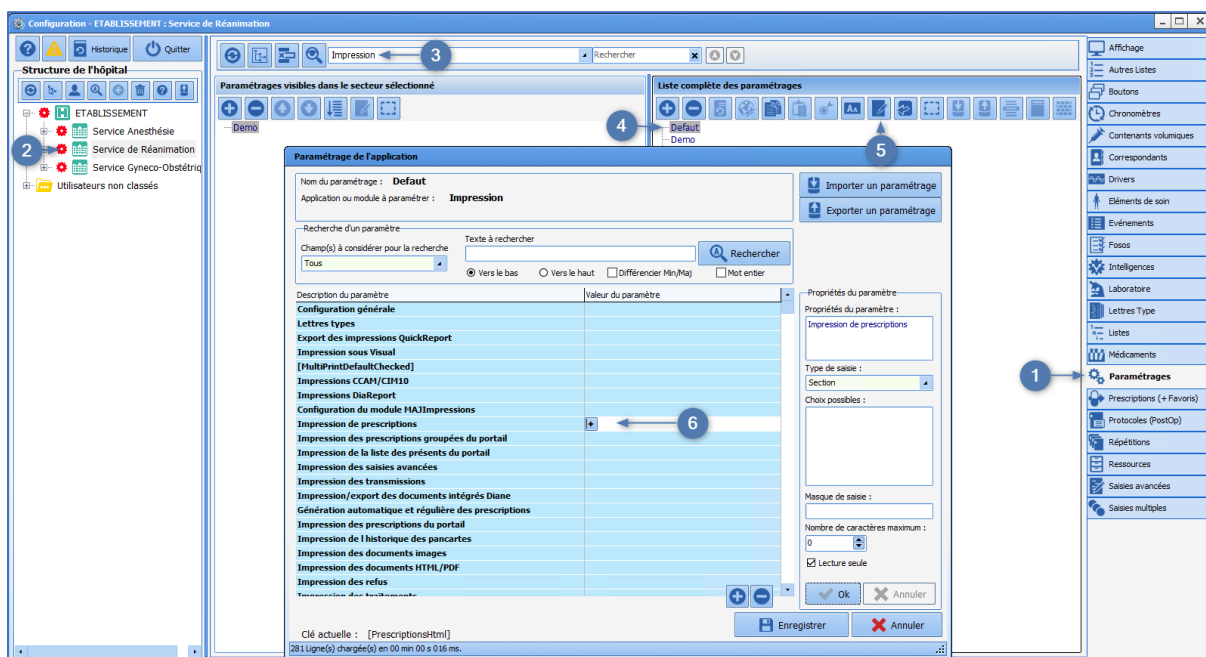 Configuration - ETABLISSEMENT : Service de Réanimation
Historique
Quitter
Structure de l'hôpital
ETABLISSEMENT
Service Anesthésie
2
Service de Réanimation
Service Gyneco-Obstétriq
Utilisateurs non classés
Impression
3
Rechercher
Paramétrages visibles dans le secteur sélectionné
Demo
Liste complète des paramétrages
4
Defaut
Demo
5
Paramétrage de l'application
Nom du paramétrage : Defaut
Application ou module à paramétrer : Impression
Importer un paramétrage
Exporter un paramétrage
Recherche d'un paramètre
Champ(s) à considérer pour la recherche
Tous
Texte à rechercher
Rechercher
Vers le bas
Vers le haut
Différencier Min/Maj
Mot entier
Description du paramètre
Valeur du paramètre
Configuration générale
Lettres types
Export des impressions QuickReport
Impression sous Visual
[MultiPrintDefaultChecked]
Impressions CCAM/CIM10
Impressions DiaReport
Configuration du module MAJImpressions
Impression de prescriptions
6
Impression des prescriptions groupées du portail
Impression de la liste des présents du portail
Impression des saisies avancées
Impression des transmissions
Impression/export des documents intégrés Diane
Génération automatique et régulière des prescriptions
Impression des prescriptions du portail
Impression de l historique des pancartes
Impression des documents images
Impression des documents HTML/PDF
Impression des refus
Impression des traitements
Propriétés du paramètre
Propriétés du paramètre :
Impression de prescriptions
Type de saisie :
Section
Choix possibles :
Masque de saisie :
Nombre de caractères maximum :
0
Lecture seule
Ok
Annuler
Enregistrer
Annuler
Clé actuelle : [PrescriptionsHtml]
281 Ligne(s) chargée(s) en 00 min 00 s 016 ms.
Affichage
Autres Listes
Boutons
Chronomètres
Contenants volumiques
Correspondants
Drivers
Eléments de soin
Evénements
Fosos
Intelligences
Laboratoire
Lettres Type
Listes
Médicaments
1
Paramétrages
Prescriptions (+ Favoris)
Protocoles (PostOp)
Répétitions
Ressources
Saisies avancées
Saisies multiples